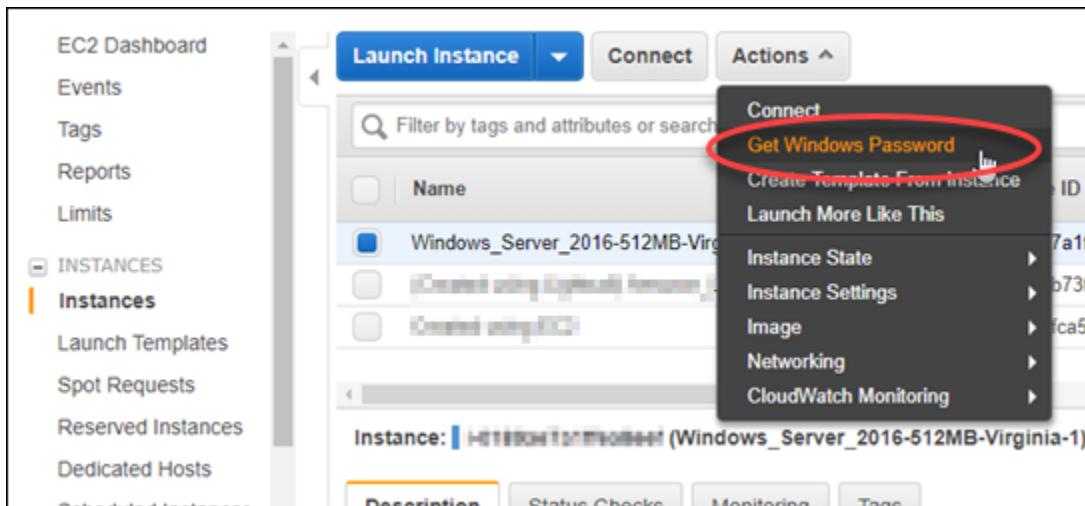 EC2 Dashboard
Events
Tags
Reports
Limits
INSTANCES
Instances
Launch Templates
Spot Requests
Reserved Instances
Dedicated Hosts
Launch Instance
Connect
Actions
Filter by tags and attributes or search
Name
ID
Windows_Server_2016-512MB-Virg
7a1
b73
fca5
Connect
Get Windows Password
Create Template From Instance
Launch More Like This
Instance State
Instance Settings
Image
Networking
CloudWatch Monitoring
Instance: (Windows_Server_2016-512MB-Virginia-1)
Description Status Checks Monitoring Tags